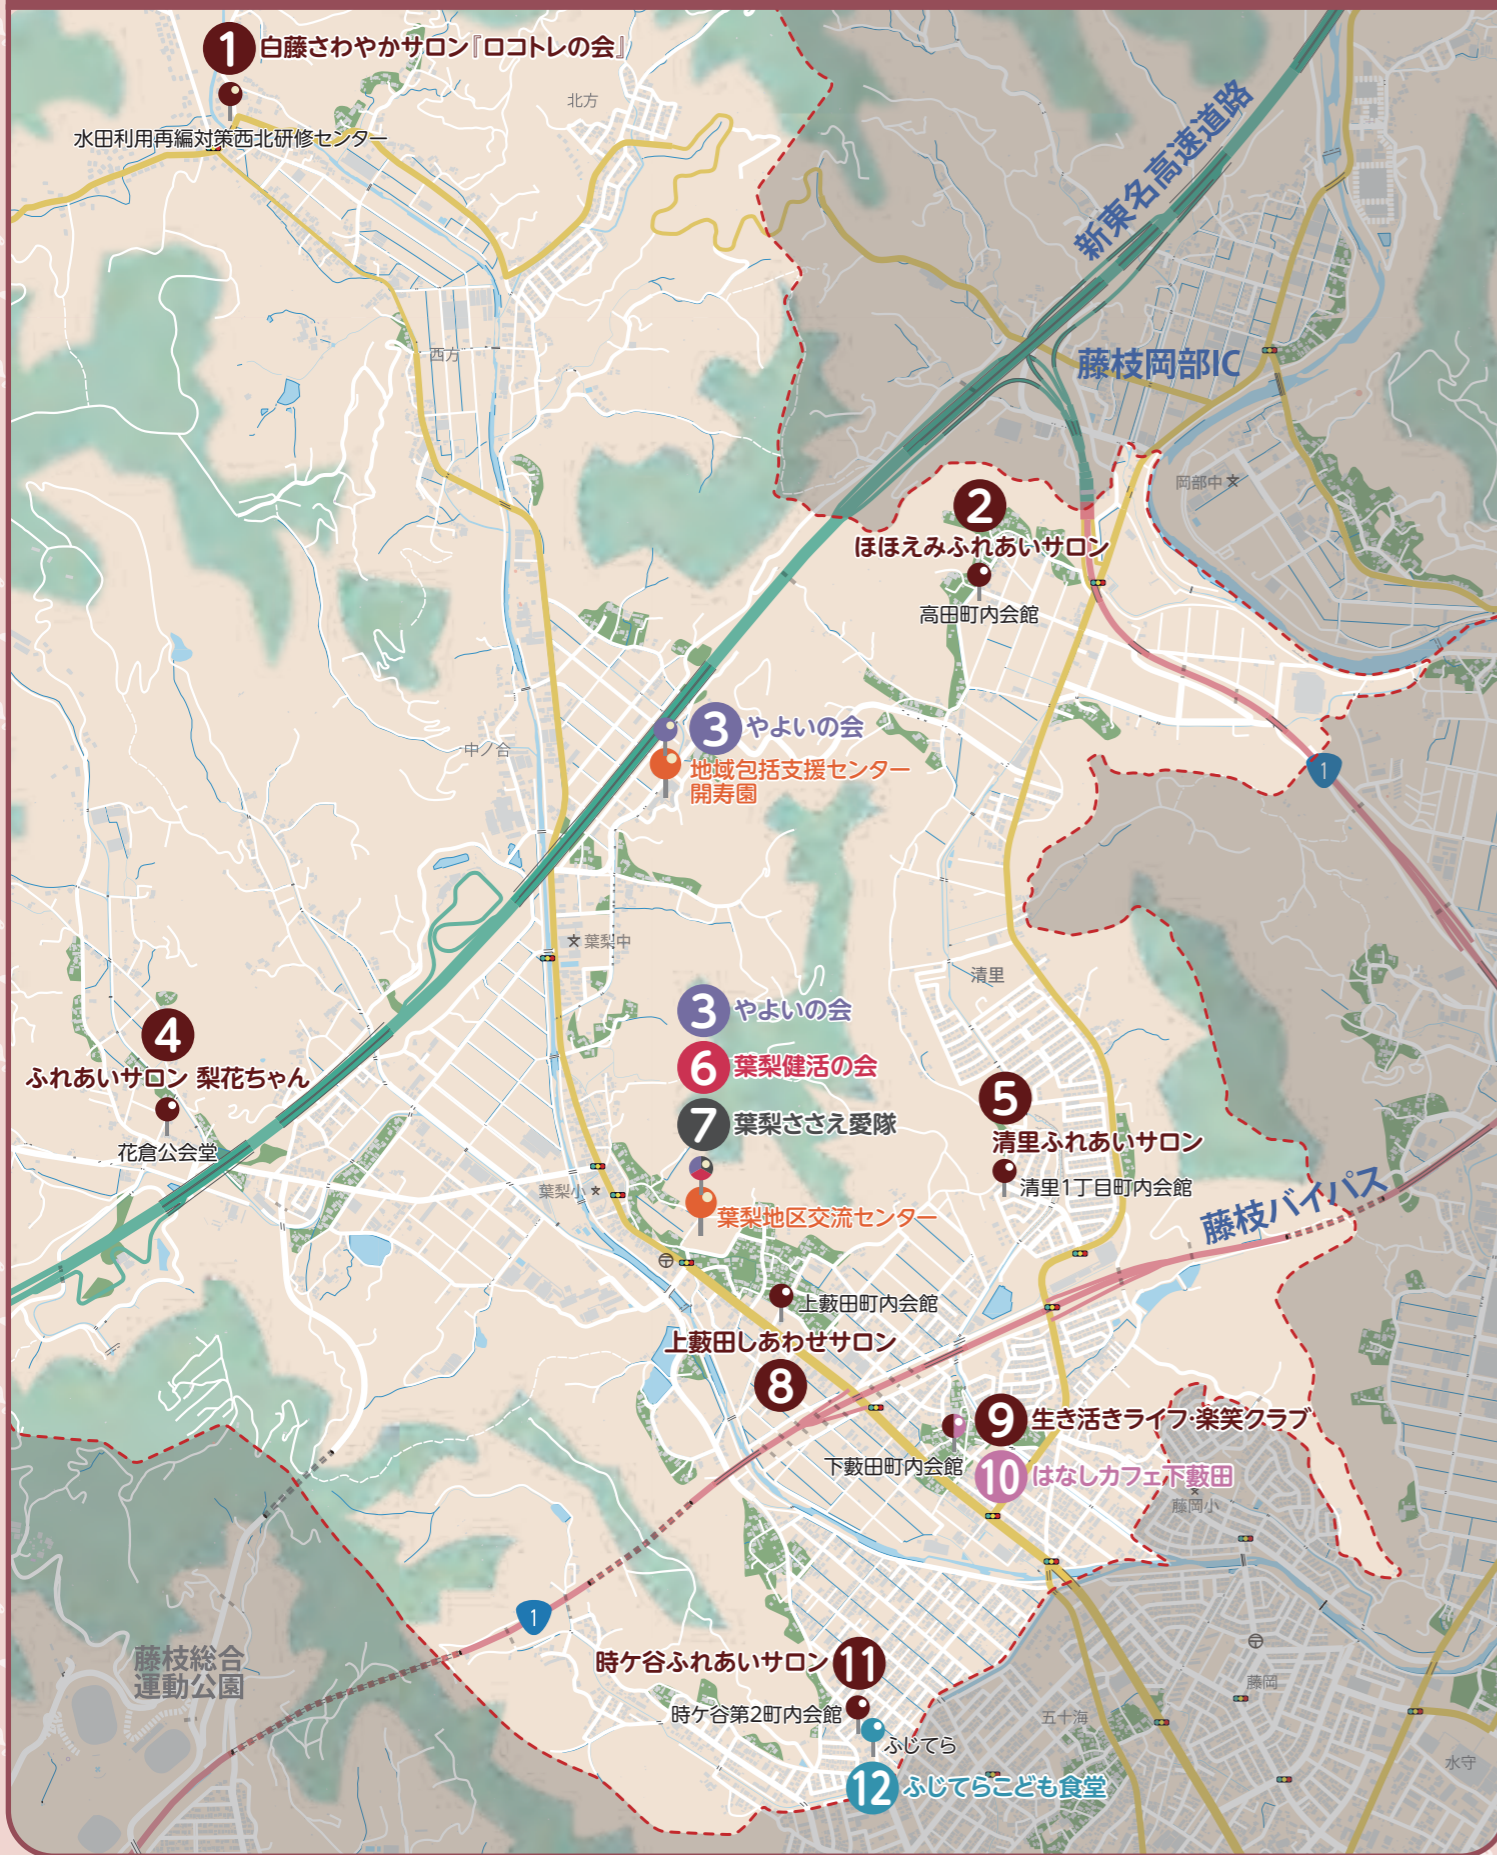 1 白藤さわやかサロン『ロコトレの会』
北方
水田利用再編対策西北研修センター
新東名高速道路
西方
藤枝岡部IC
岡部中
2
ほほえみふれあいサロン
高田町内会館
3 やよいの会
地域包括支援センター
開寿園
中ノ合
1
葉梨中
清里
3 やよいの会
6 葉梨健活の会
7 葉梨ささえ愛隊
葉梨地区交流センター
4
ふれあいサロン 梨花ちゃん
花倉公会堂
5
清里ふれあいサロン
清里1丁目町内会館
葉梨小
藤枝バイパス
上藪田町内会館
上藪田しあわせサロン
8
9 生き活きライフ・楽笑クラブ
下藪田町内会館
10 はなしカフェ下藪田
藤岡小
1
藤枝総合
運動公園
時ケ谷ふれあいサロン 11
時ケ谷第2町内会館
ふじてら
12 ふじてらこども食堂
藤岡
五十海
水守